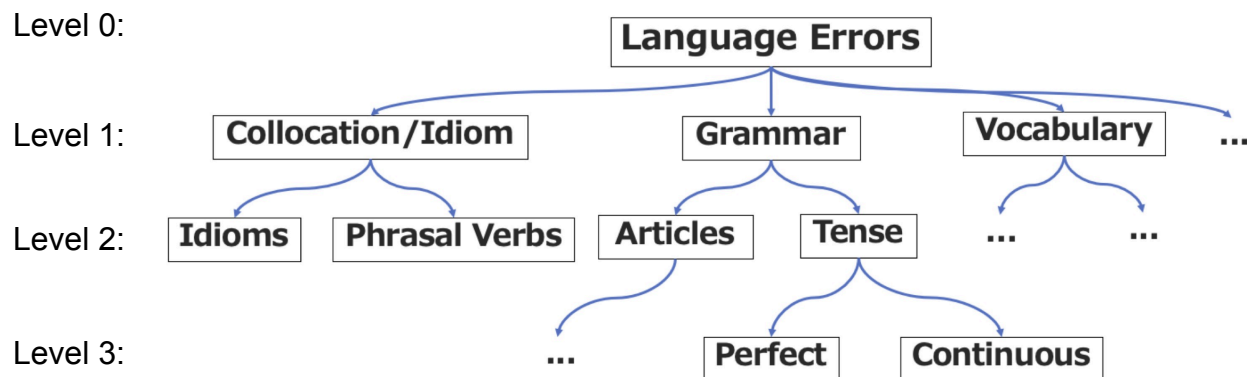 Level 0: Language Errors
Level 1: Collocation/Idiom Grammar Vocabulary ...
Level 2: Idioms Phrasal Verbs Articles Tense ... ...
Level 3: ... Perfect Continuous